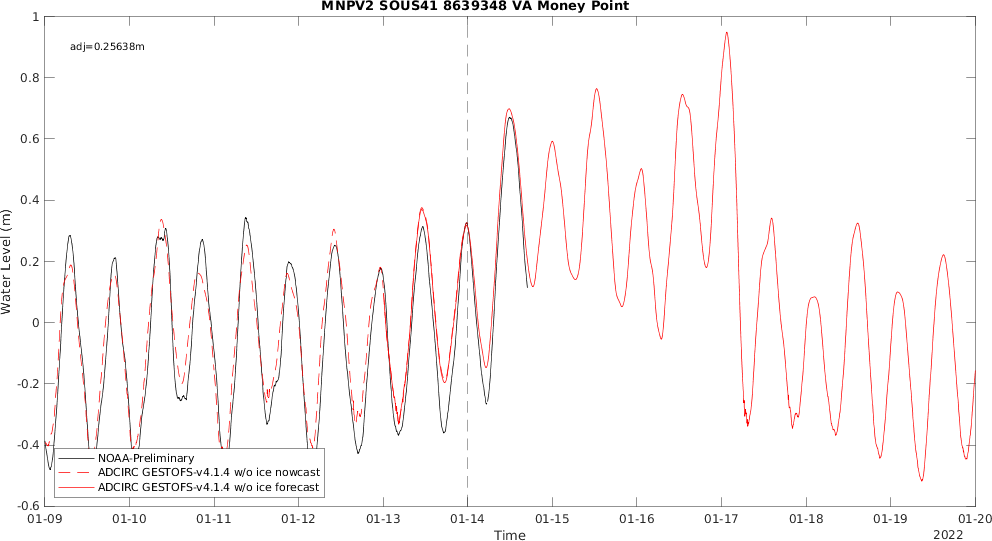 MNPV2 SOUS41 8639348 VA Money Point
adj=0.25638m
Water Level (m)
1
0.8
0.6
0.4
0.2
0
-0.2
-0.4
-0.6
NOAA-Preliminary
ADCIRC GESTOFS-v4.1.4 w/o ice nowcast
ADCIRC GESTOFS-v4.1.4 w/o ice forecast
01-09 01-10 01-11 01-12 01-13 01-14 01-15 01-16 01-17 01-18 01-19 01-20
Time
2022